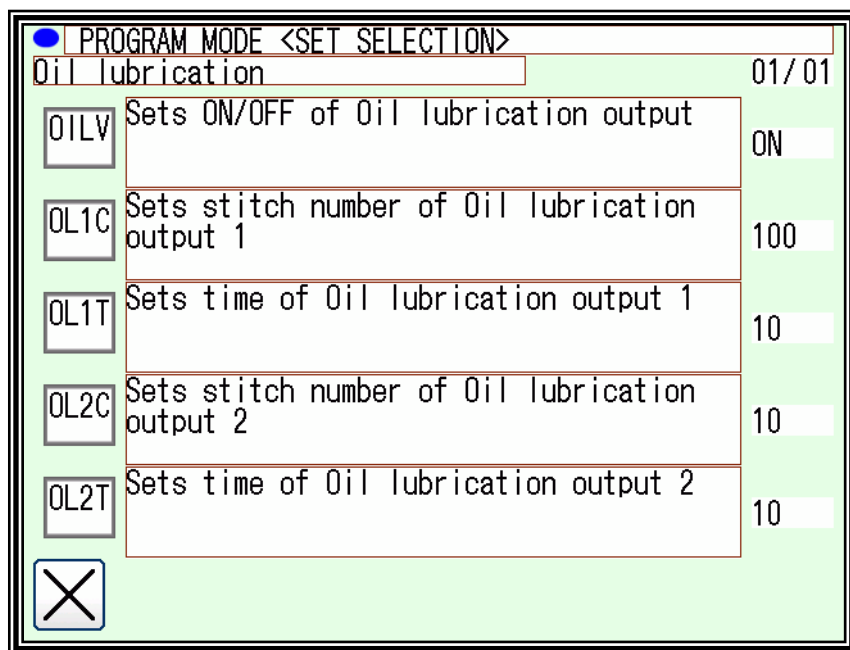 PROGRAM MODE <SET SELECTION>
Oil lubrication 01/01
OILV Sets ON/OFF of Oil lubrication output ON
OL1C Sets stitch number of Oil lubrication output 1 100
OL1T Sets time of Oil lubrication output 1 10
OL2C Sets stitch number of Oil lubrication output 2 10
OL2T Sets time of Oil lubrication output 2 10